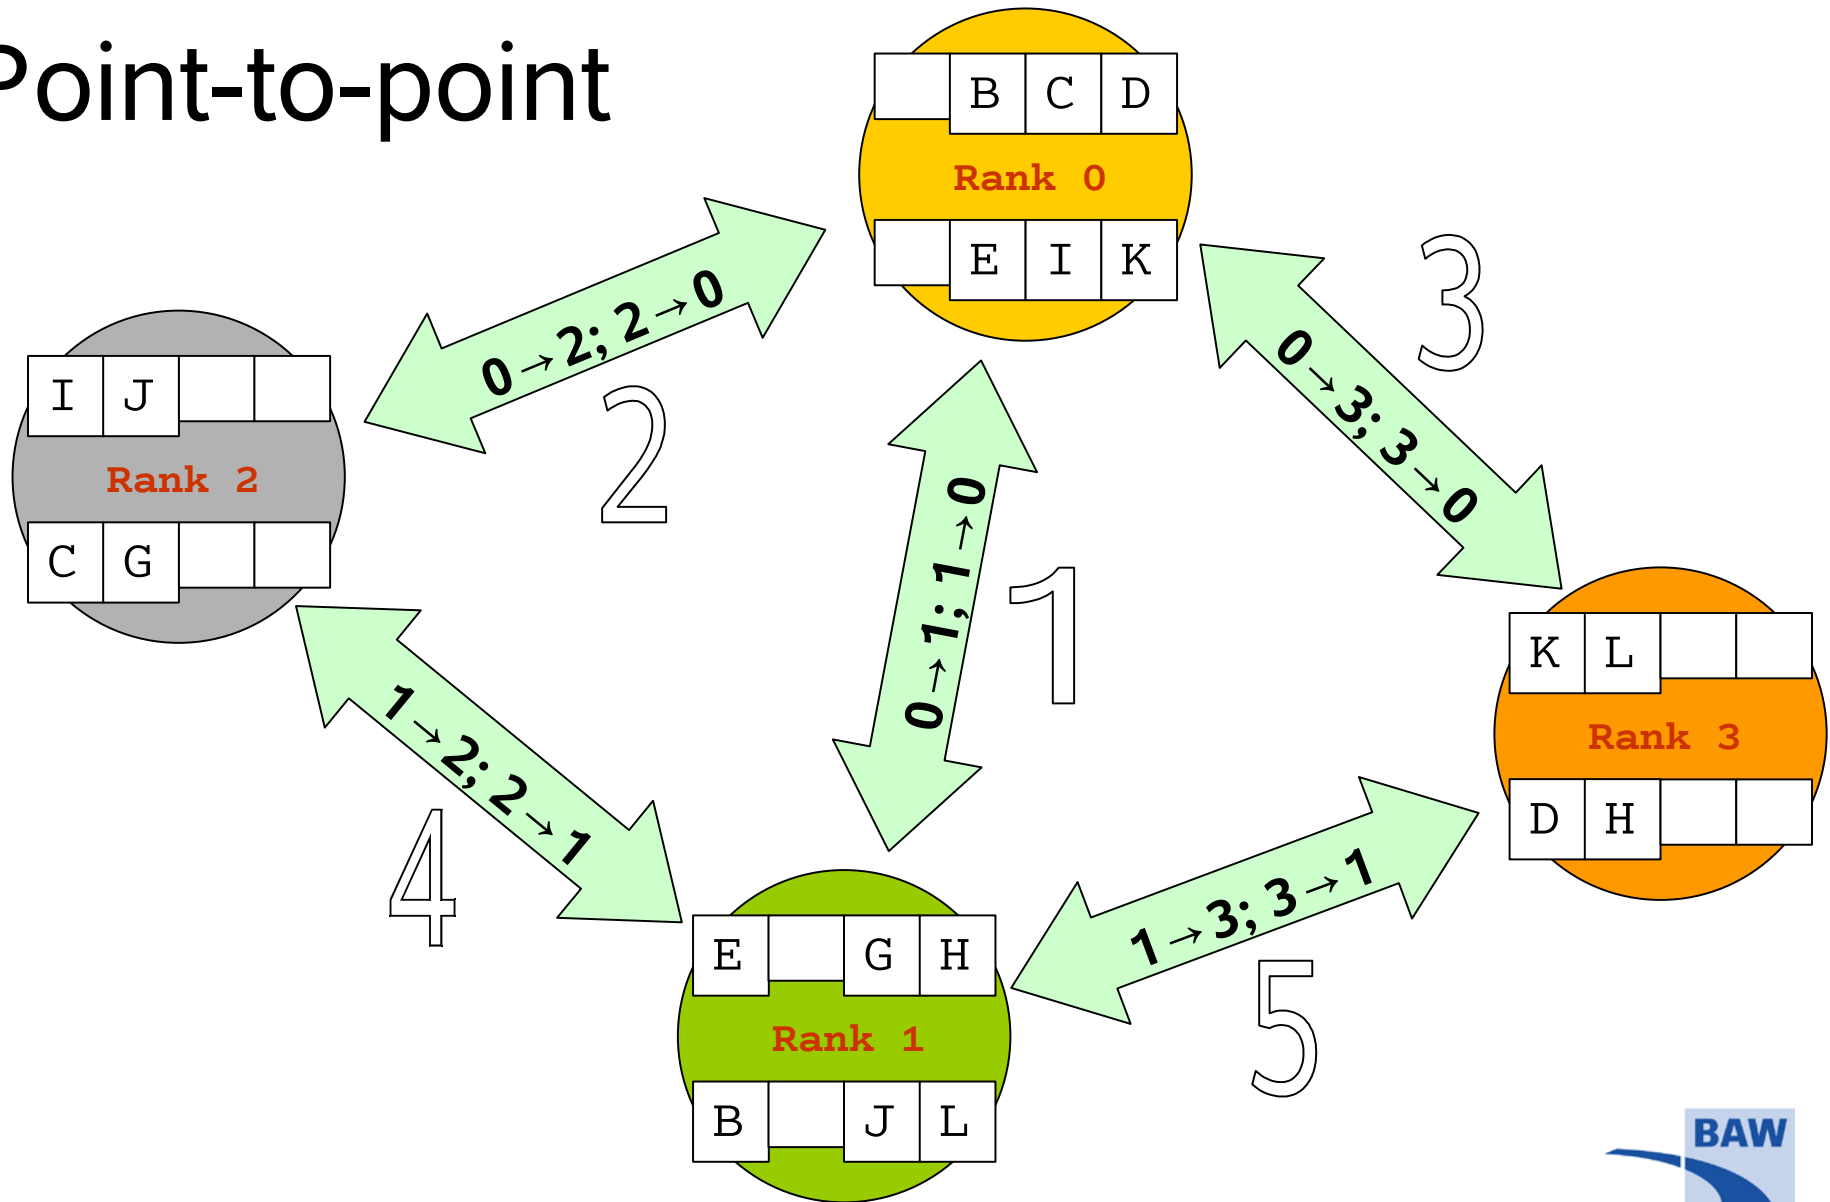 Point-to-point
B C D
Rank 0
E I K
0→2; 2→0
2
0→3; 3→0
3
I J
Rank 2
C G
0→1; 1→0
1
K L
Rank 3
D H
1→2; 2→1
4
1→3; 3→1
5
E G H
Rank 1
B J L
BAW